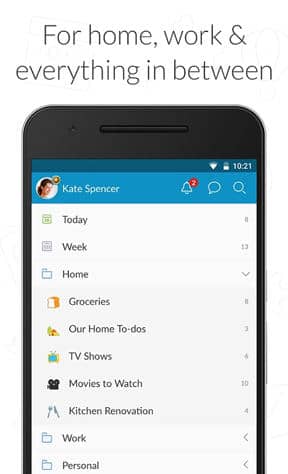 For home, work &
everything in between
10:21
Kate Spencer 2
Today 8
Week 13
Home
Groceries 8
Our Home To-dos 3
TV Shows 6
Movies to Watch 10
Kitchen Renovation 4
Work
Personal